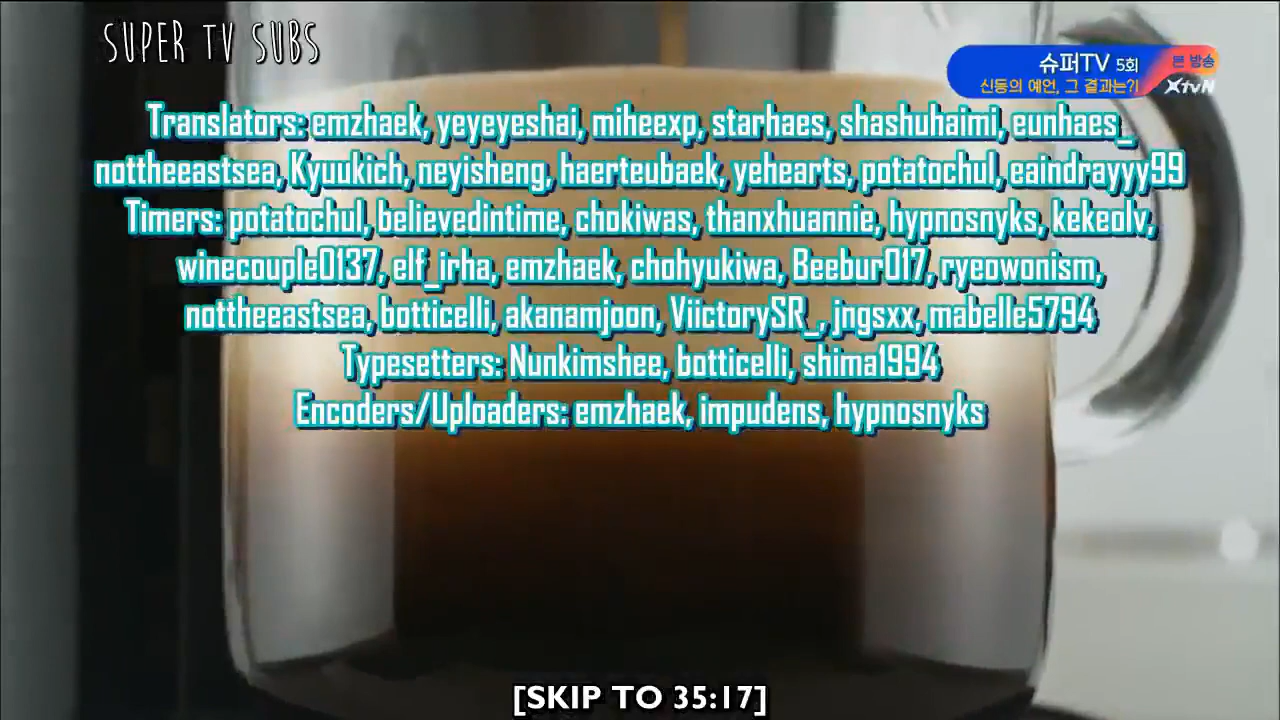 SUPER TV SUBS
슈퍼TV 5회
본 방송
신동의 예언, 그 결과는?!
XtvN
Translators: emzhaek, yeyeyeshai, miheexp, starhaes, shashuhaimi, eunhaes_
nottheeastsea, Kyuukich, neyisheng, haerteubaek, yehearts, potatochul, eaindrayyy99
Timers: potatochul, believedintime, chokiwas, thanxhuannie, hypnosnyks, kekeolv,
winecouple0137, elf_irha, emzhaek, chohyukiwa, Beebur017, ryeowonism,
nottheeastsea, botticelli, akanamjoon, ViictorySR_, jngsxx, mabelle5794
Typesetters: Nunkimshee, botticelli, shima1994
Encoders/Uploaders: emzhaek, impudens, hypnosnyks
[SKIP TO 35:17]